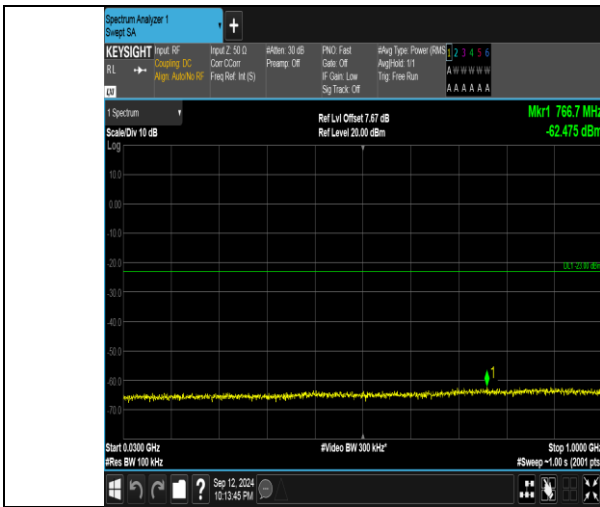 Spectrum Analyzer 1
Swept SA
+
KEYSIGHT
RL
LXI
Input: RF
Coupling: DC
Align: Auto/No RF
Input Z: 50 Ω
Corr CCorr
Freq Ref: Int (S)
#Atten: 30 dB
Preamp: Off
PNO: Fast
Gate: Off
IF Gain: Low
Sig Track: Off
#Avg Type: Power (RMS
Avg|Hold: 1/1
Trig: Free Run
1 2 3 4 5 6
A W W W W W
A A A A A A
1 Spectrum
Scale/Div 10 dB
Ref Lvl Offset 7.67 dB
Ref Level 20.00 dBm
Mkr1 766.7 MHz
-62.475 dBm
Log
10.0
0.00
-10.0
-20.0
DL1 -23.00 dBm
-30.0
-40.0
-50.0
1
-60.0
-70.0
Start 0.0300 GHz
#Res BW 100 kHz
#Video BW 300 kHz*
Stop 1.0000 GHz
#Sweep ~1.00 s (2001 pts)
?
Sep 12, 2024
10:13:45 PM